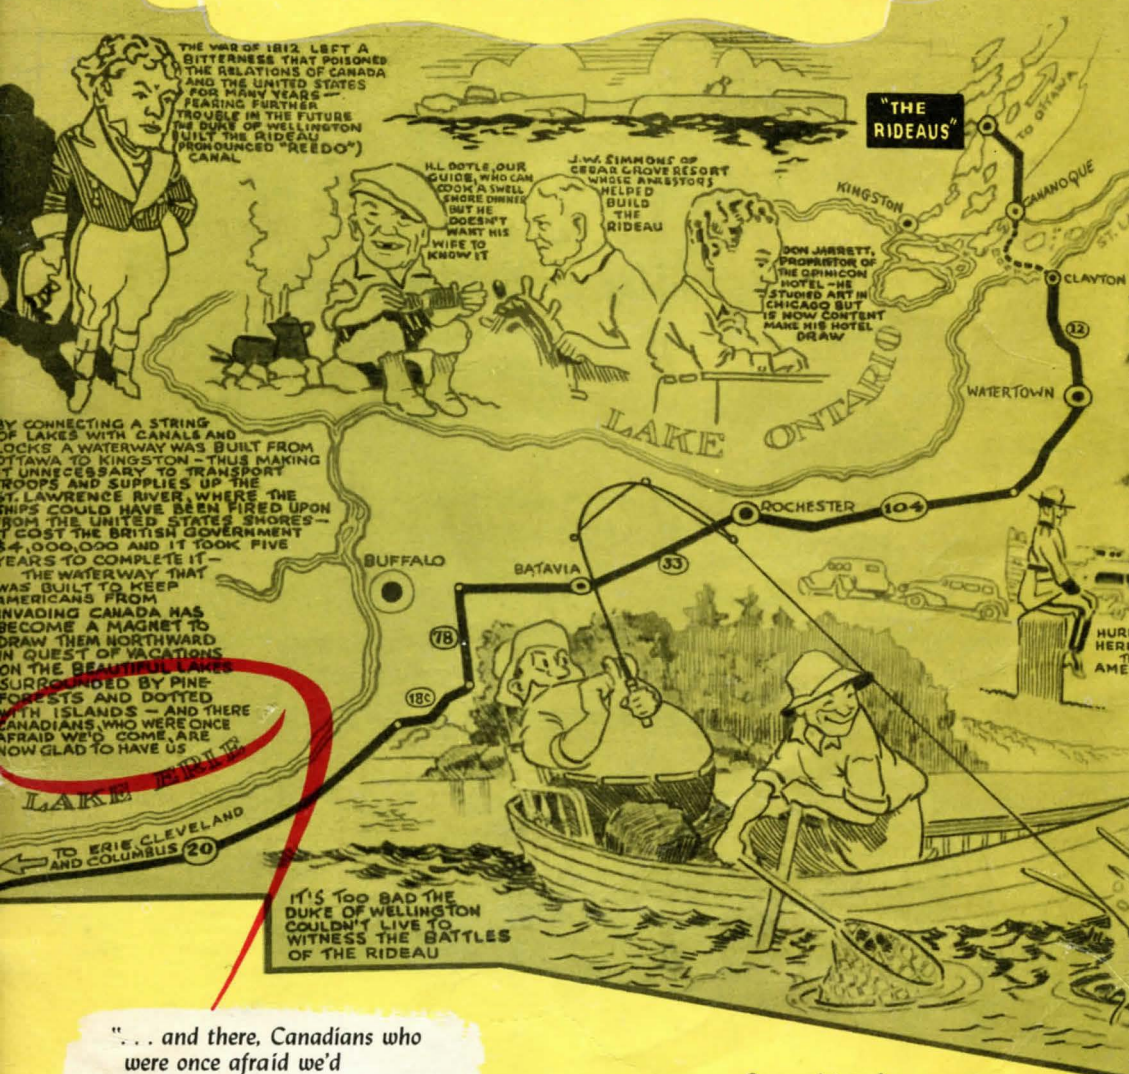 THE WAR OF 1812 LEFT A
BITTERNESS THAT POISONED
THE RELATIONS OF CANADA
AND THE UNITED STATES
FOR MANY YEARS —
FEARING FURTHER
TROUBLE IN THE FUTURE
THE DUKE OF WELLINGTON
BUILT THE RIDEAU
(PRONOUNCED "REEDO")
CANAL
H.L. DOYLE, OUR
GUIDE, WHO CAN
COOK A SWELL
SHORE DINNER
BUT HE
DOESN'T
WANT HIS
WIFE TO
KNOW IT
J.W. SIMMONS OF
CEDAR GROVE RESORT
WHOSE ANCESTORS
HELPED
BUILD
THE
RIDEAU
DON JARRETT,
PROPRIETOR OF
THE OPINICON
HOTEL — HE
STUDIED ART IN
CHICAGO BUT
IS NOW CONTENT
MAKE HIS HOTEL
DRAW
"THE
RIDEAUS"
TO OTTAWA
KINGSTON
GANANOQUE
ST. L
CLAYTON
12
WATERTOWN
LAKE ONTARIO
BY CONNECTING A STRING
OF LAKES WITH CANALS AND
LOCKS A WATERWAY WAS BUILT FROM
OTTAWA TO KINGSTON — THUS MAKING
IT UNNECESSARY TO TRANSPORT
TROOPS AND SUPPLIES UP THE
ST. LAWRENCE RIVER, WHERE THE
SHIPS COULD HAVE BEEN FIRED UPON
FROM THE UNITED STATES SHORES —
IT COST THE BRITISH GOVERNMENT
$4,000,000 AND IT TOOK FIVE
YEARS TO COMPLETE IT —
THE WATERWAY THAT
WAS BUILT TO KEEP
AMERICANS FROM
INVADING CANADA HAS
BECOME A MAGNET TO
DRAW THEM NORTHWARD
IN QUEST OF VACATIONS
ON THE BEAUTIFUL LAKES
SURROUNDED BY PINE
FORESTS AND DOTTED
WITH ISLANDS — AND THERE
CANADIANS, WHO WERE ONCE
AFRAID WE'D COME, ARE
NOW GLAD TO HAVE US
ROCHESTER
104
33
BATAVIA
BUFFALO
78
18C
LAKE ERIE
TO ERIE, CLEVELAND
AND COLUMBUS
20
HUR
HER
T
AME
IT'S TOO BAD THE
DUKE OF WELLINGTON
COULDN'T LIVE TO
WITNESS THE BATTLES
OF THE RIDEAU
". . . and there, Canadians who
were once afraid we'd